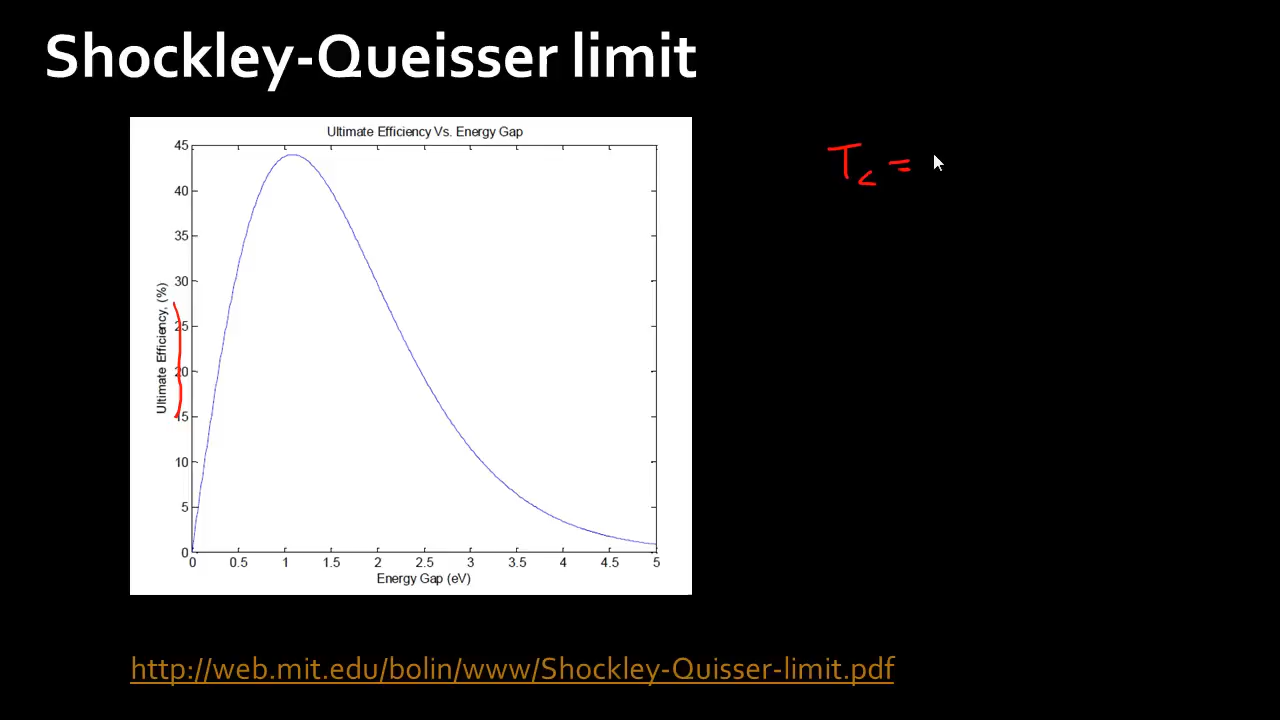 Shockley-Queisser limit
Ultimate Efficiency Vs. Energy Gap
Tc =
45
40
35
30
25
20
15
10
5
0
Ultimate Efficiency, (%)
0 0.5 1 1.5 2 2.5 3 3.5 4 4.5 5
Energy Gap (eV)
http://web.mit.edu/bolin/www/Shockley-Quisser-limit.pdf